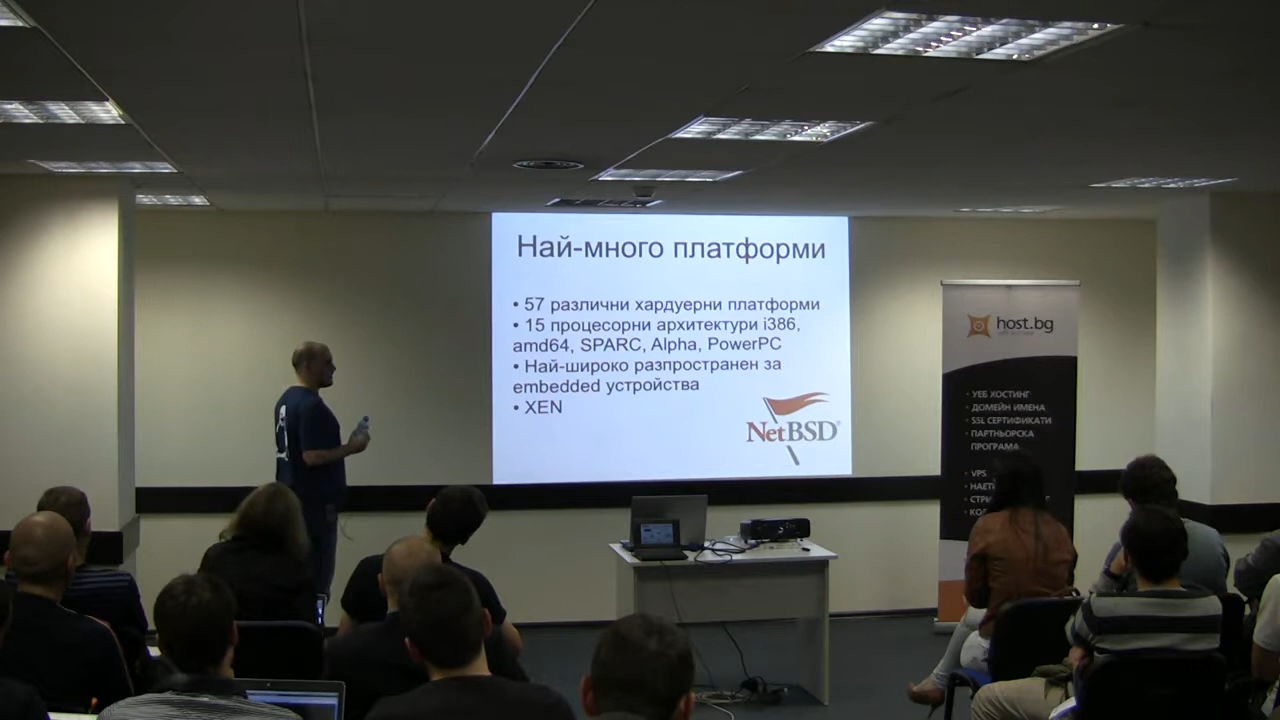 Най-много платформи
• 57 различни хардуерни платформи
• 15 процесорни архитектури i386,
amd64, SPARC, Alpha, PowerPC
• Най-широко разпространен за
embedded устройства
• XEN
NetBSD®
host.bg
• УЕБ ХОСТИНГ
• ДОМЕЙН ИМЕНА
• SSL СЕРТИФИКАТИ
• ПАРТНЬОРСКА
ПРОГРАМА
• VPS